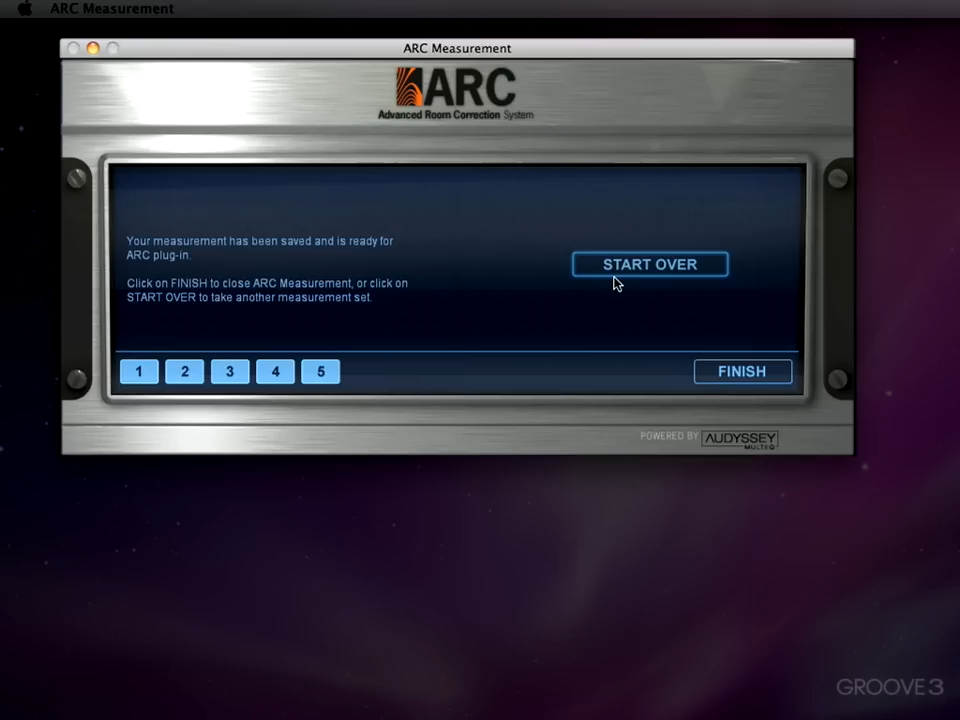 ARC Measurement
ARC Measurement
ARC
Advanced Room Correction System
Your measurement has been saved and is ready for
ARC plug-in.
Click on FINISH to close ARC Measurement, or click on
START OVER to take another measurement set.
START OVER
1 2 3 4 5
FINISH
POWERED BY AUDYSSEY
MULTEQ
GROOVE3